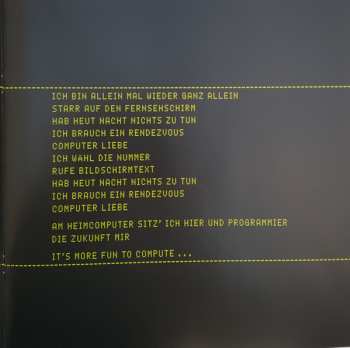 ICH BIN ALLEIN MAL WIEDER GANZ ALLEIN
STARR AUF DEN FERNSEHSCHIRM
HAB HEUT NACHT NICHTS ZU TUN
ICH BRAUCH EIN RENDEZVOUS
COMPUTER LIEBE
ICH WAHL DIE NUMMER
RUFE BILDSCHIRMTEXT
HAB HEUT NACHT NICHTS ZU TUN
ICH BRAUCH EIN RENDEZVOUS
COMPUTER LIEBE
AM HEIMCOMPUTER SITZ' ICH HIER UND PROGRAMMIER
DIE ZUKUNFT MIR
IT'S MORE FUN TO COMPUTE ...